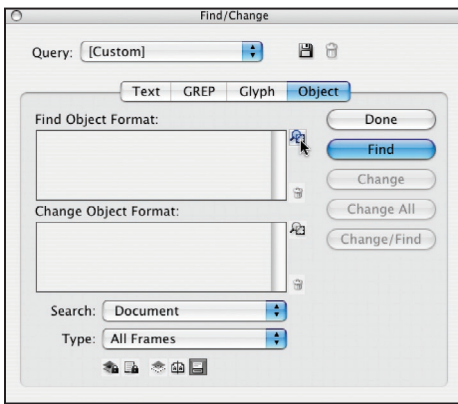 Find/Change
Query: [Custom]
Text GREP Glyph Object
Find Object Format:
Done
Find
Change
Change Object Format:
Change All
Change/Find
Search: Document
Type: All Frames